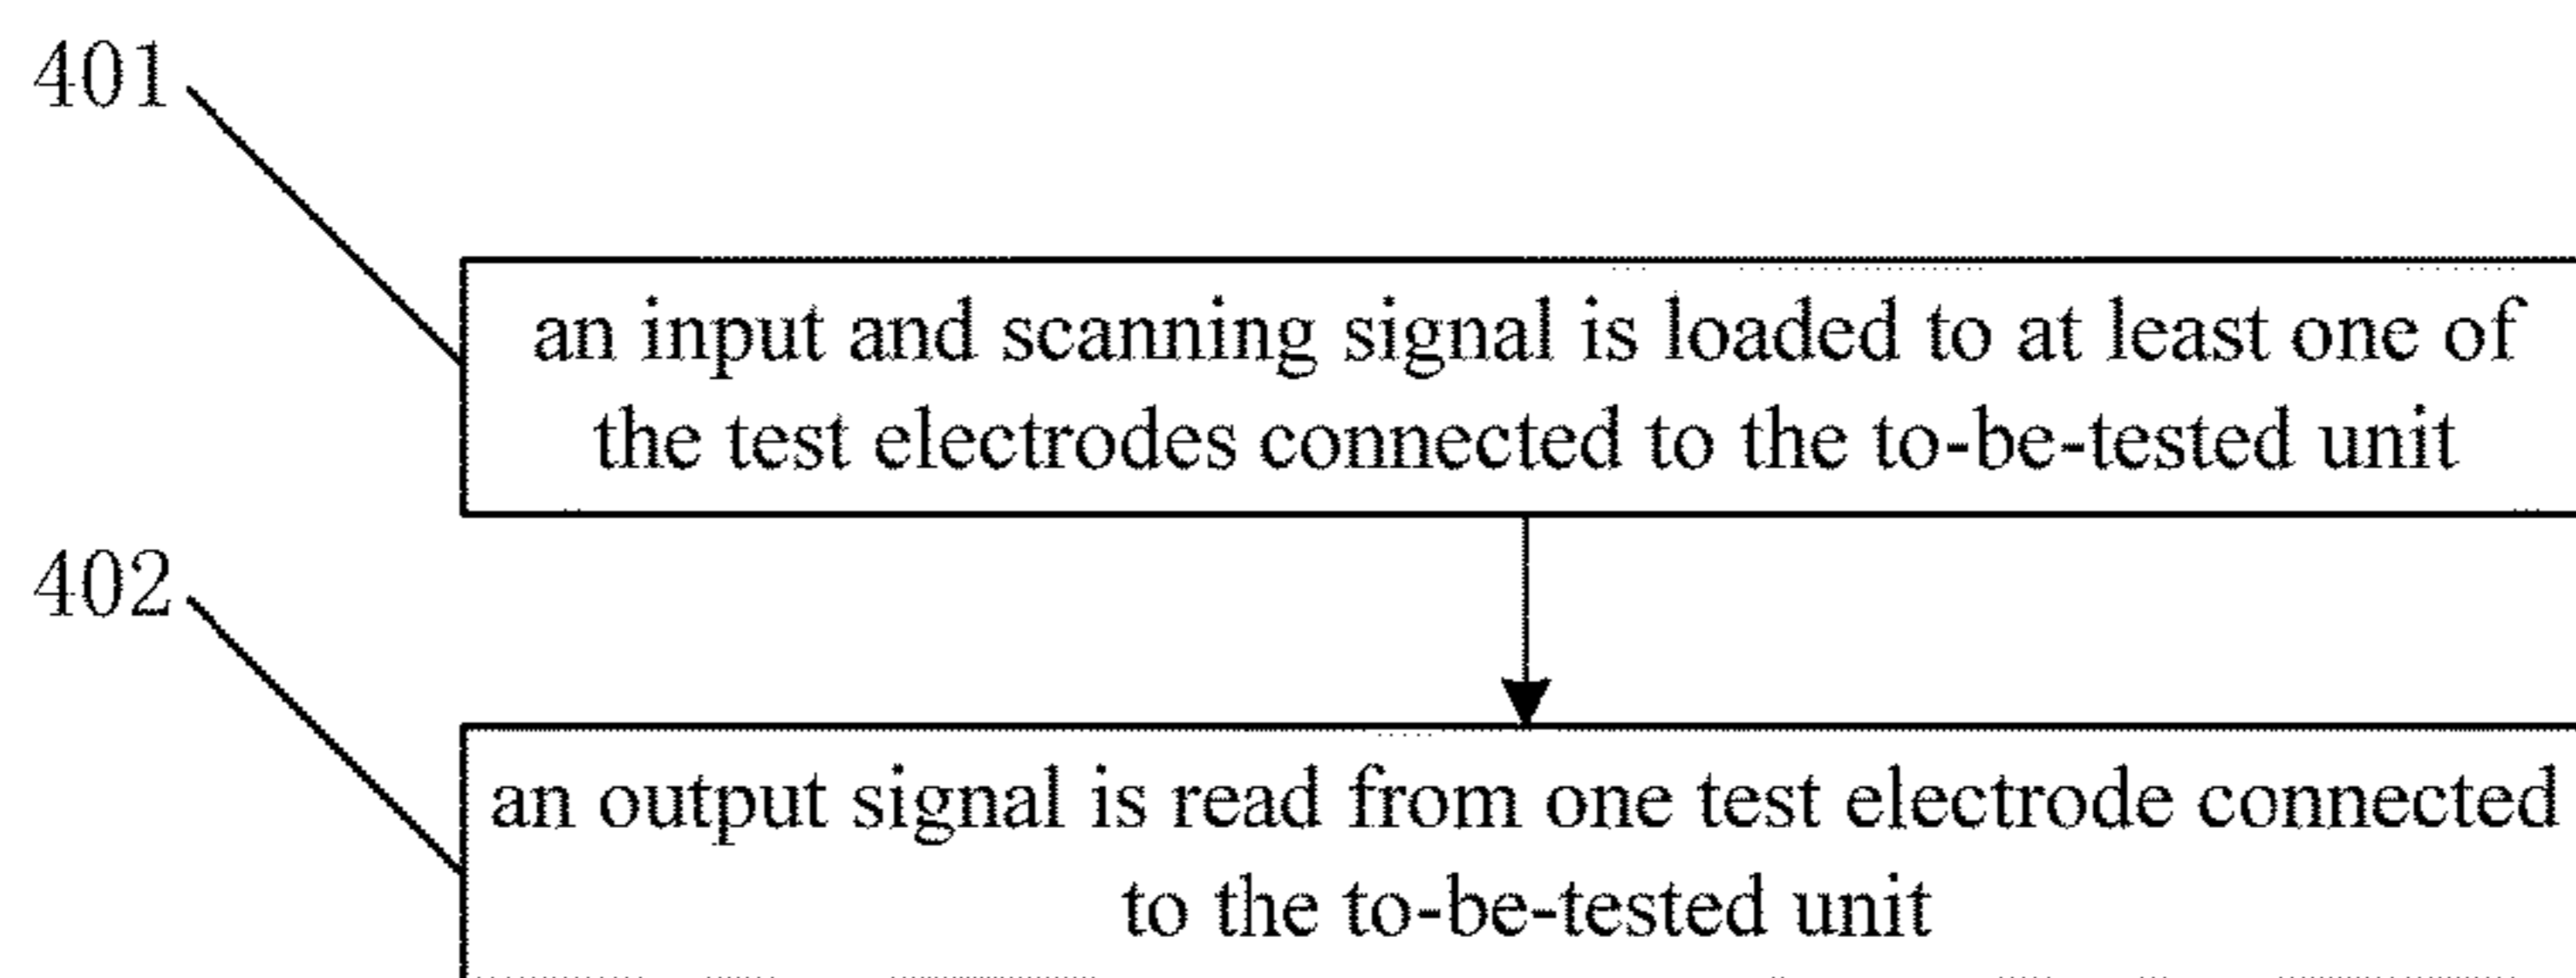 401
an input and scanning signal is loaded to at least one of
the test electrodes connected to the to-be-tested unit
402
an output signal is read from one test electrode connected
to the to-be-tested unit